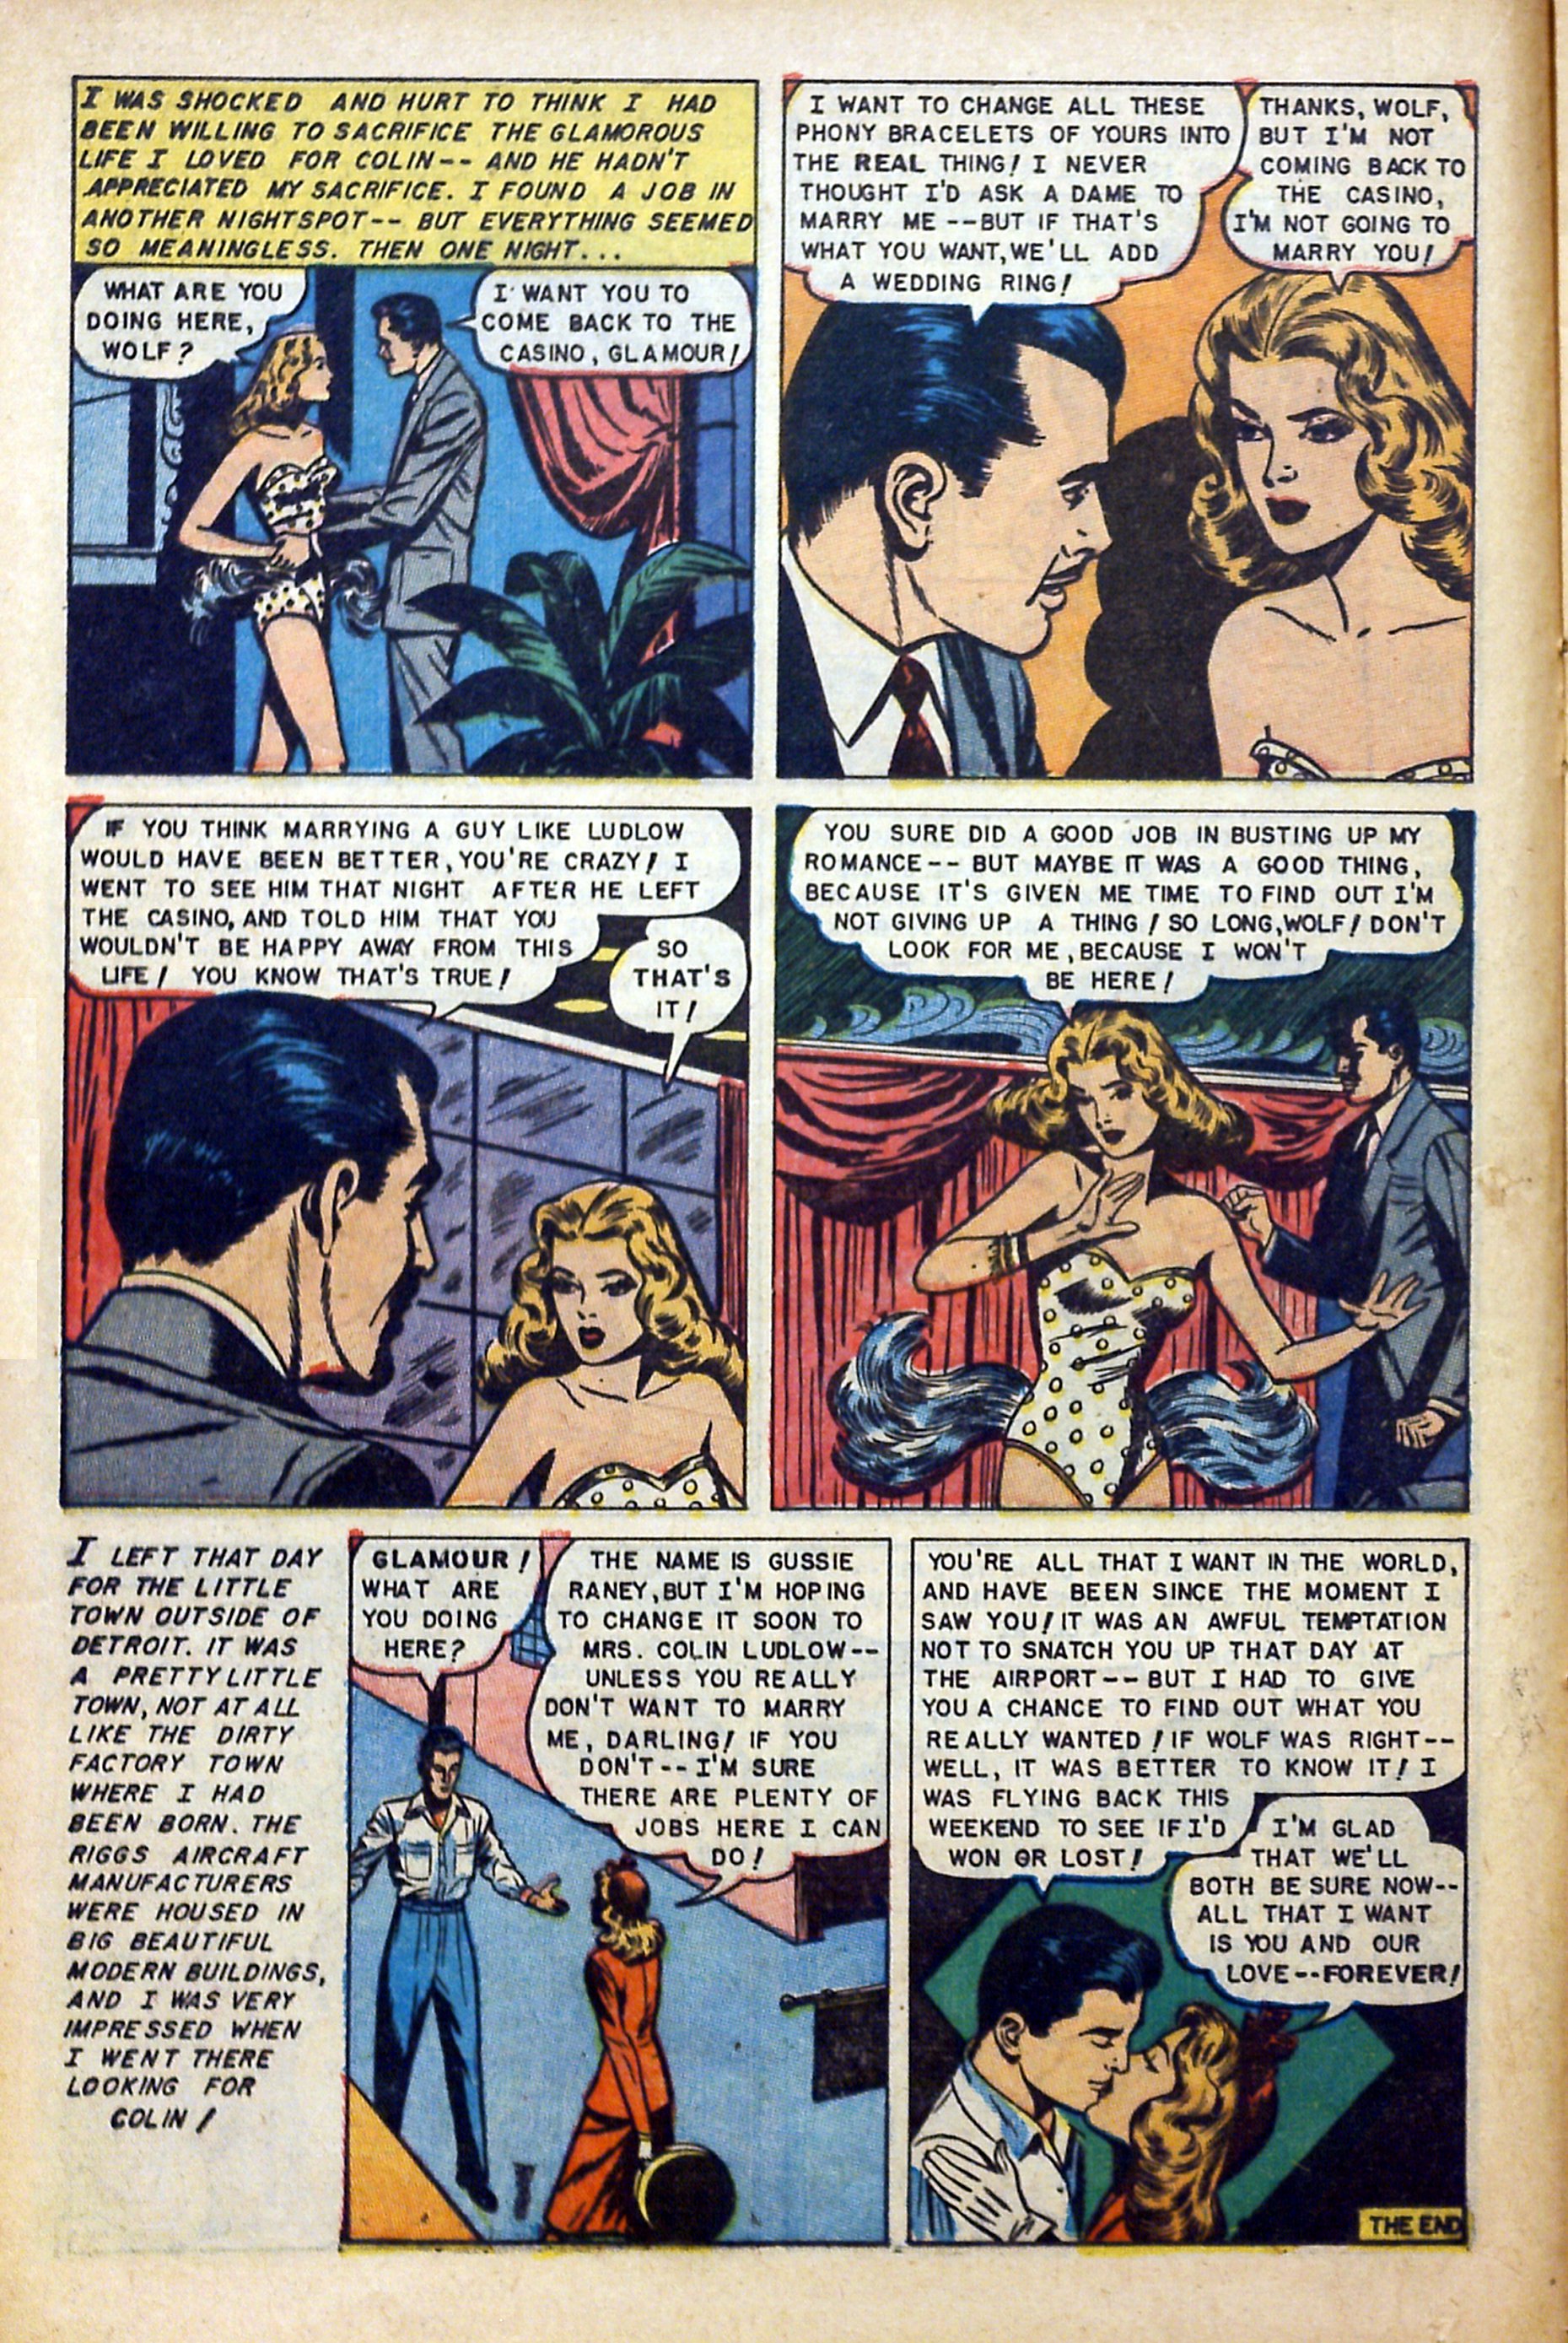 I WAS SHOCKED AND HURT TO THINK I HAD
BEEN WILLING TO SACRIFICE THE GLAMOROUS
LIFE I LOVED FOR COLIN-- AND HE HADN'T
APPRECIATED MY SACRIFICE. I FOUND A JOB IN
ANOTHER NIGHTSPOT-- BUT EVERYTHING SEEMED
SO MEANINGLESS. THEN ONE NIGHT...
WHAT ARE YOU
DOING HERE,
WOLF?
I WANT YOU TO
COME BACK TO THE
CASINO, GLAMOUR!
I WANT TO CHANGE ALL THESE
PHONY BRACELETS OF YOURS INTO
THE REAL THING! I NEVER
THOUGHT I'D ASK A DAME TO
MARRY ME--BUT IF THAT'S
WHAT YOU WANT, WE'LL ADD
A WEDDING RING!
THANKS, WOLF,
BUT I'M NOT
COMING BACK TO
THE CASINO,
I'M NOT GOING TO
MARRY YOU!
IF YOU THINK MARRYING A GUY LIKE LUDLOW
WOULD HAVE BEEN BETTER, YOU'RE CRAZY! I
WENT TO SEE HIM THAT NIGHT AFTER HE LEFT
THE CASINO, AND TOLD HIM THAT YOU
WOULDN'T BE HAPPY AWAY FROM THIS
LIFE! YOU KNOW THAT'S TRUE!
SO
THAT'S
IT!
YOU SURE DID A GOOD JOB IN BUSTING UP MY
ROMANCE-- BUT MAYBE IT WAS A GOOD THING,
BECAUSE IT'S GIVEN ME TIME TO FIND OUT I'M
NOT GIVING UP A THING! SO LONG, WOLF! DON'T
LOOK FOR ME, BECAUSE I WON'T
BE HERE!
I LEFT THAT DAY
FOR THE LITTLE
TOWN OUTSIDE OF
DETROIT. IT WAS
A PRETTY LITTLE
TOWN, NOT AT ALL
LIKE THE DIRTY
FACTORY TOWN
WHERE I HAD
BEEN BORN. THE
RIGGS AIRCRAFT
MANUFACTURERS
WERE HOUSED IN
BIG BEAUTIFUL
MODERN BUILDINGS,
AND I WAS VERY
IMPRESSED WHEN
I WENT THERE
LOOKING FOR
COLIN!
GLAMOUR!
WHAT ARE
YOU DOING
HERE?
THE NAME IS GUSSIE
RANEY, BUT I'M HOPING
TO CHANGE IT SOON TO
MRS. COLIN LUDLOW--
UNLESS YOU REALLY
DON'T WANT TO MARRY
ME, DARLING! IF YOU
DON'T-- I'M SURE
THERE ARE PLENTY OF
JOBS HERE I CAN
DO!
YOU'RE ALL THAT I WANT IN THE WORLD,
AND HAVE BEEN SINCE THE MOMENT I
SAW YOU! IT WAS AN AWFUL TEMPTATION
NOT TO SNATCH YOU UP THAT DAY AT
THE AIRPORT-- BUT I HAD TO GIVE
YOU A CHANCE TO FIND OUT WHAT YOU
REALLY WANTED! IF WOLF WAS RIGHT--
WELL, IT WAS BETTER TO KNOW IT! I
WAS FLYING BACK THIS
WEEKEND TO SEE IF I'D
WON OR LOST!
I'M GLAD
THAT WE'LL
BOTH BE SURE NOW--
ALL THAT I WANT
IS YOU AND OUR
LOVE--FOREVER!
THE END